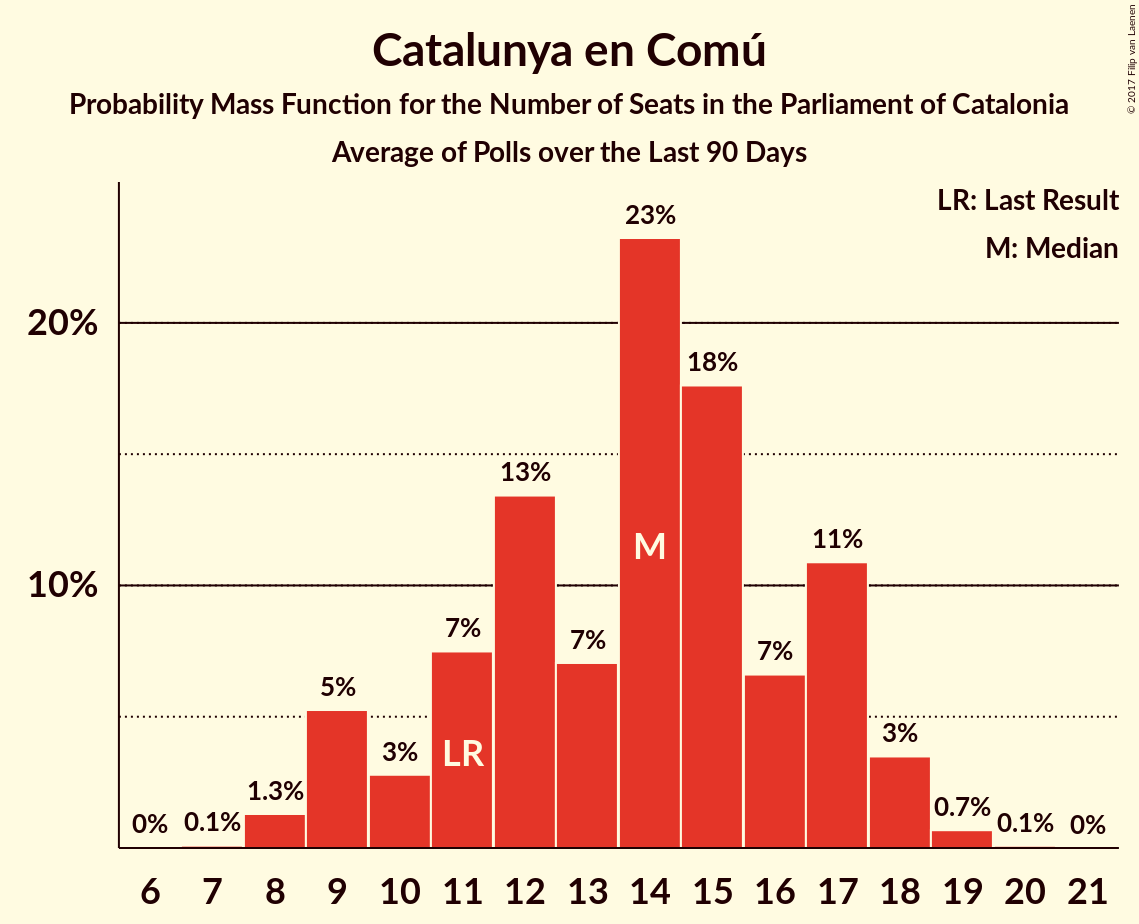 Catalunya en Comú
Probability Mass Function for the Number of Seats in the Parliament of Catalonia
Average of Polls over the Last 90 Days
© 2017 Filip van Laenen
LR: Last Result
M: Median
20%
10%
0%
0.1%
1.3%
5%
3%
7%
13%
7%
23%
18%
7%
11%
3%
0.7%
0.1%
0%
LR
M
6 7 8 9 10 11 12 13 14 15 16 17 18 19 20 21